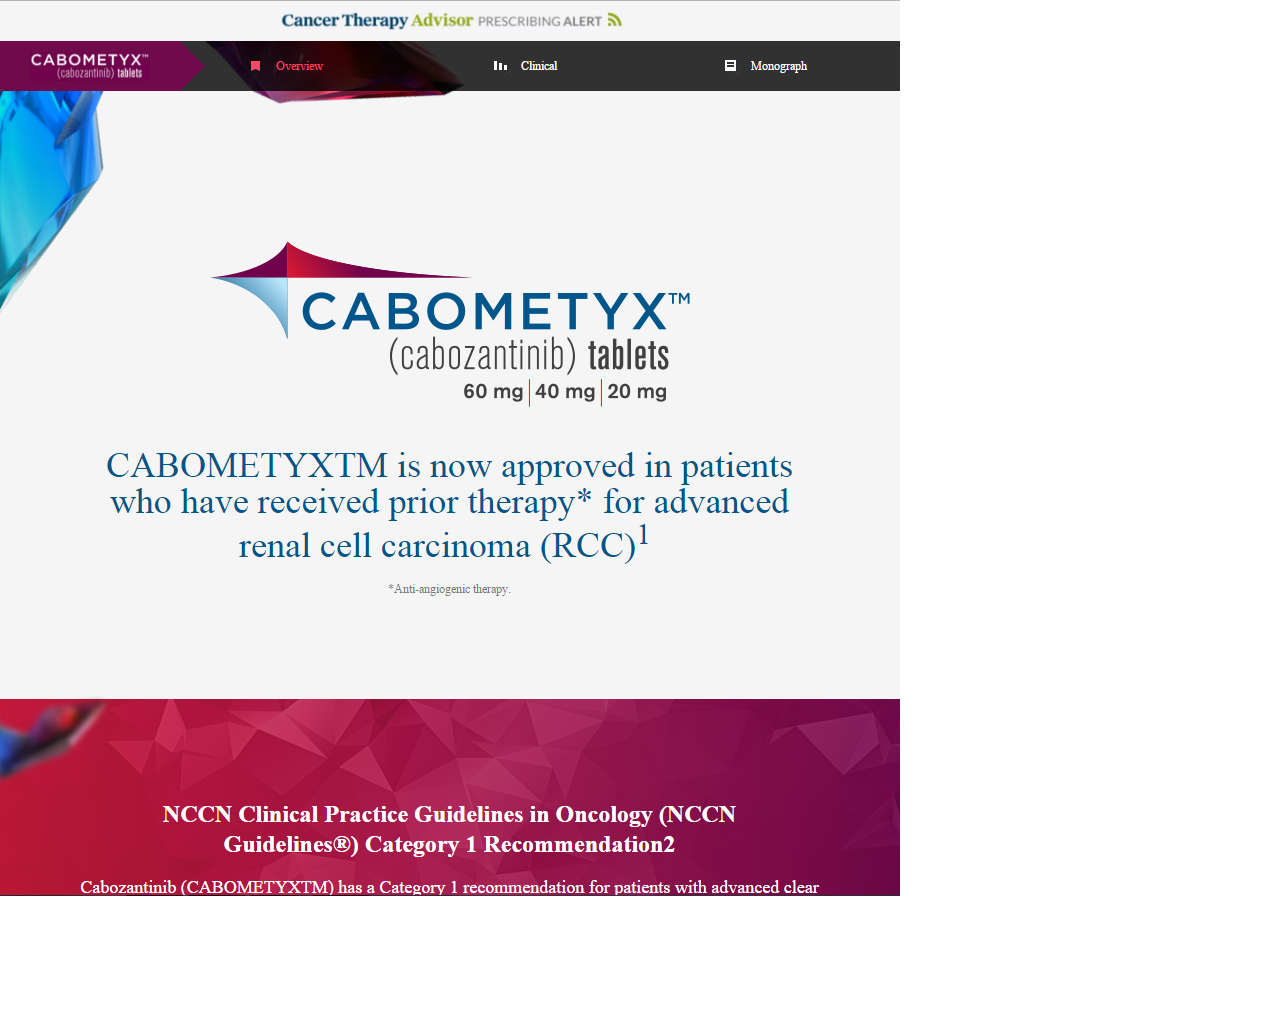 Cancer Therapy Advisor PRESCRIBING ALERT
CABOMETYX™
(cabozantinib) tablets
Overview
Clinical
Monograph
CABOMETYX™
(cabozantinib) tablets
60 mg | 40 mg | 20 mg
CABOMETYXTM is now approved in patients
who have received prior therapy* for advanced
renal cell carcinoma (RCC)1
*Anti-angiogenic therapy.
NCCN Clinical Practice Guidelines in Oncology (NCCN
Guidelines®) Category 1 Recommendation2
Cabozantinib (CABOMETYXTM) has a Category 1 recommendation for patients with advanced clear